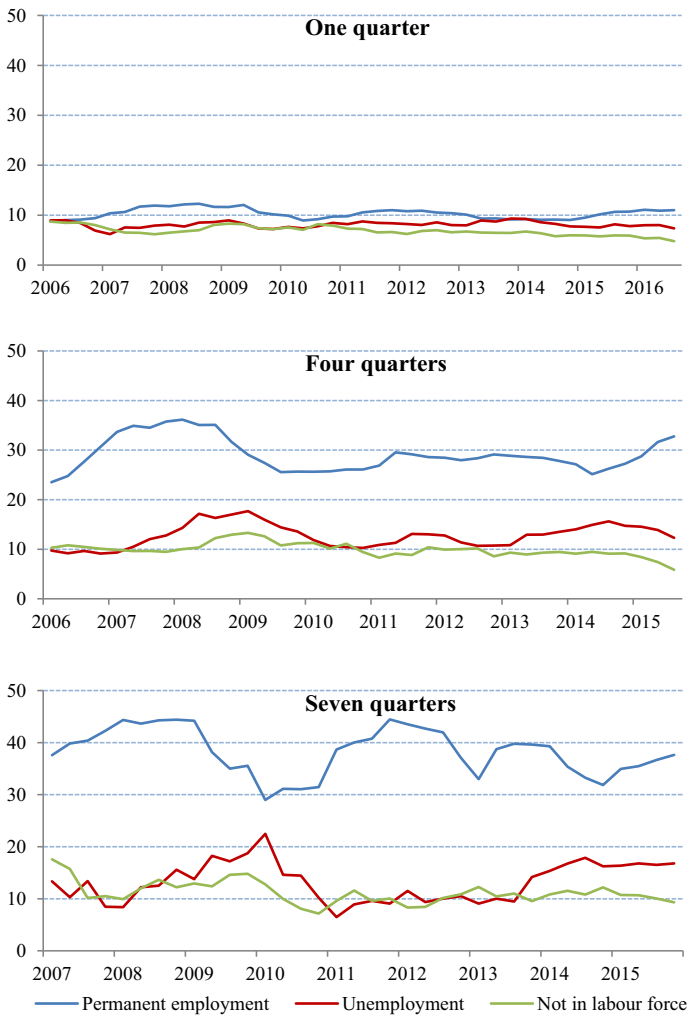 One quarter
50
40
30
20
10
0
2006 2007 2008 2009 2010 2011 2012 2013 2014 2015 2016
Four quarters
50
40
30
20
10
0
2006 2007 2008 2009 2010 2011 2012 2013 2014 2015
Seven quarters
50
40
30
20
10
0
2007 2008 2009 2010 2011 2012 2013 2014 2015
Permanent employment Unemployment Not in labour force